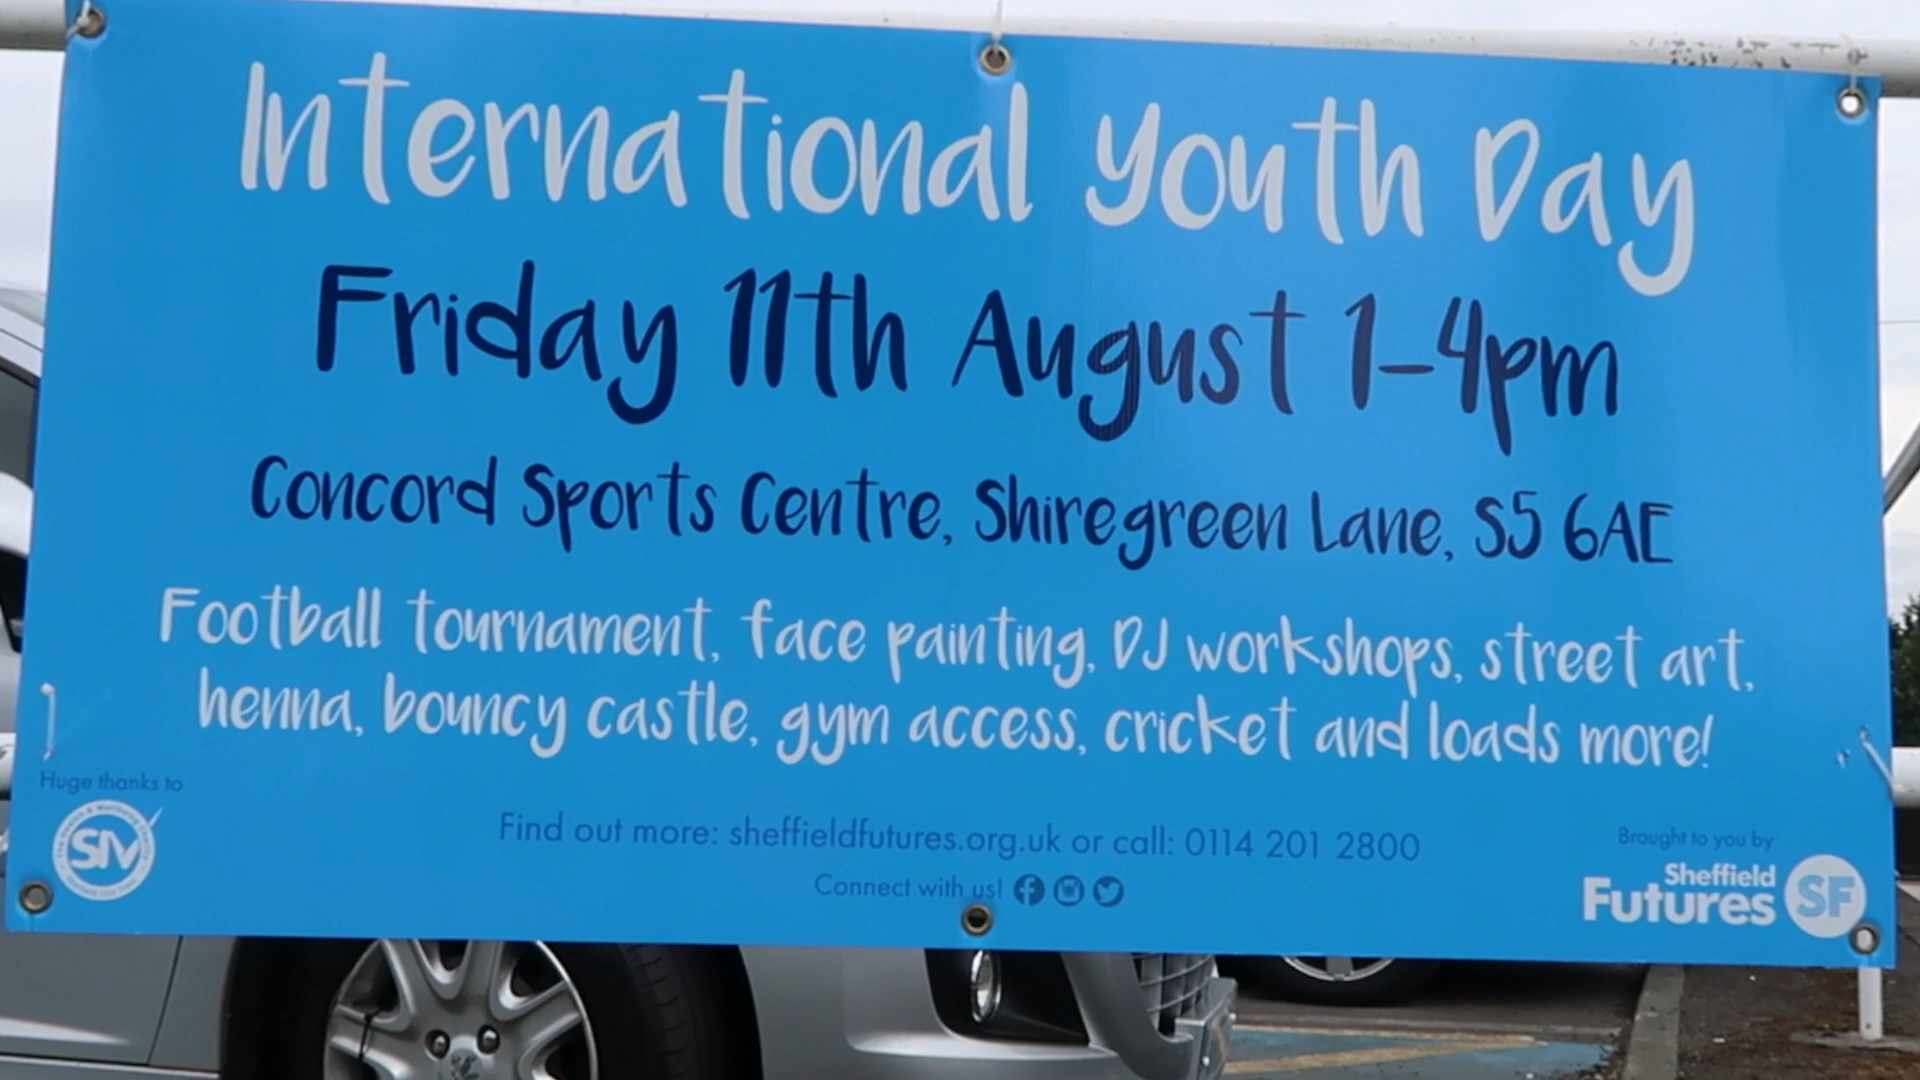 International Youth Day
Friday 11th August 1-4pm
Concord Sports Centre, Shiregreen Lane, S5 6AE
Football tournament, face painting, DJ workshops, street art,
henna, bouncy castle, gym access, cricket and loads more!
Huge thanks to
SIV
Find out more: sheffieldfutures.org.uk or call: 0114 201 2800
Connect with us!
Brought to you by
Sheffield
Futures
SF